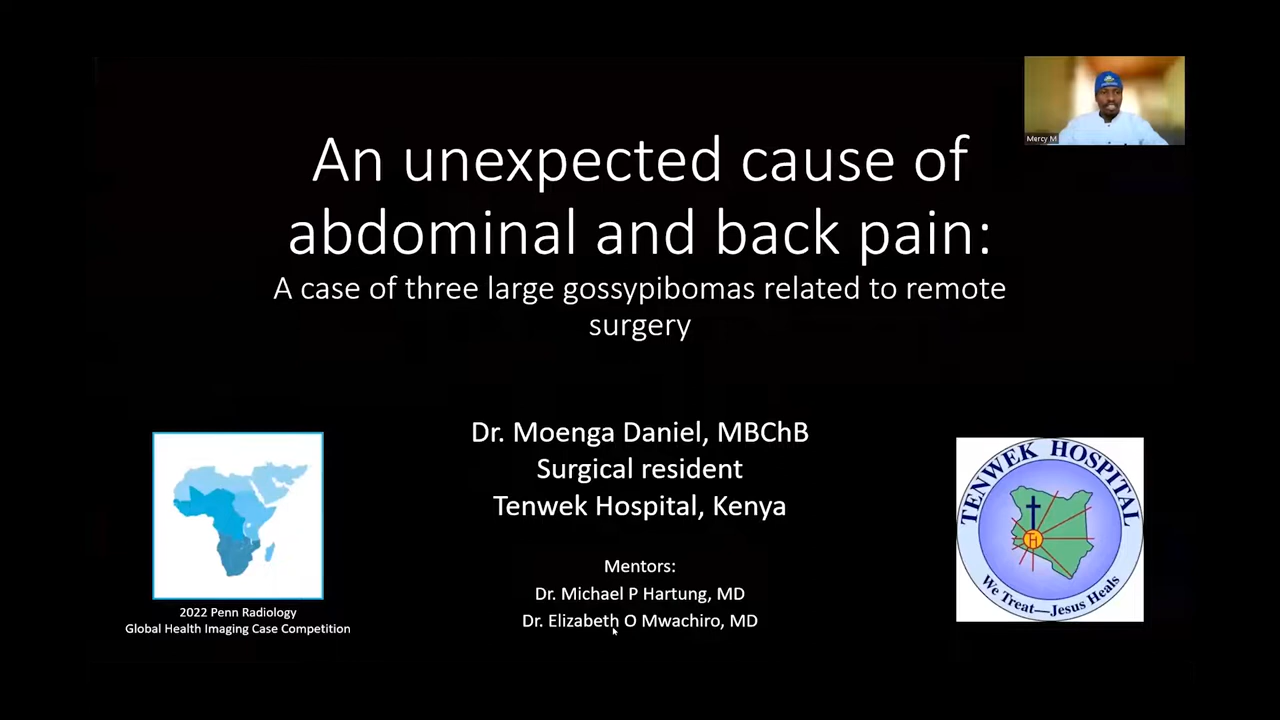 Mercy M
An unexpected cause of
abdominal and back pain:
A case of three large gossypibomas related to remote
surgery
Dr. Moenga Daniel, MBChB
Surgical resident
Tenwek Hospital, Kenya
Mentors:
Dr. Michael P Hartung, MD
Dr. Elizabeth O Mwachiro, MD
2022 Penn Radiology
Global Health Imaging Case Competition
TENWEK HOSPITAL
We Treat—Jesus Heals